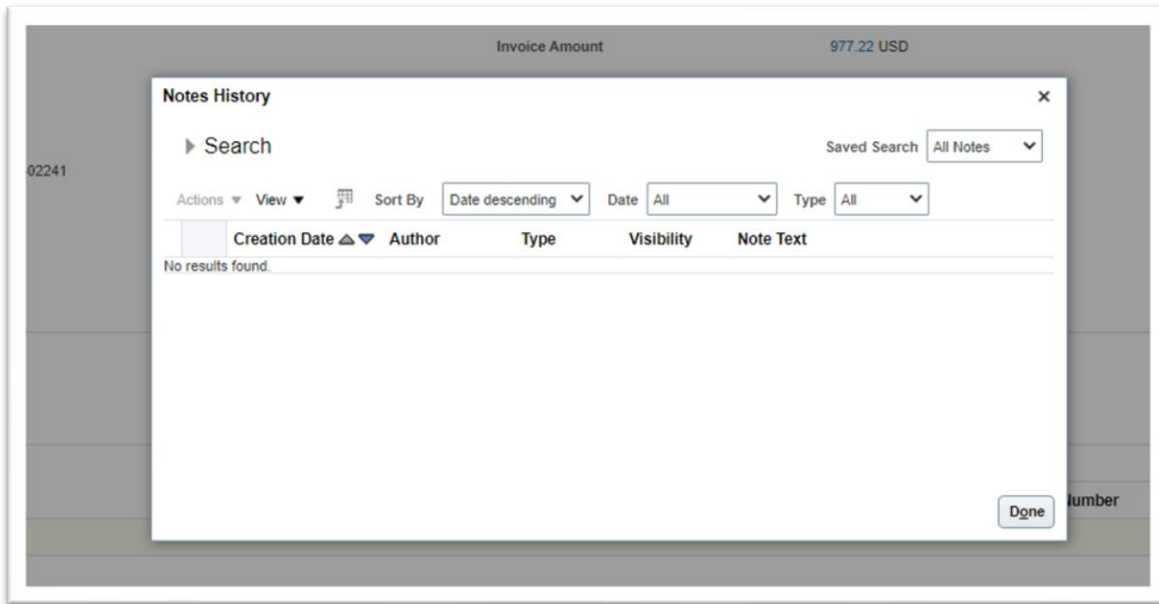 Invoice Amount 977.22 USD
Notes History
Search Saved Search All Notes
02241
Actions View Sort By Date descending Date All Type All
Creation Date Author Type Visibility Note Text
No results found.
Number
Done